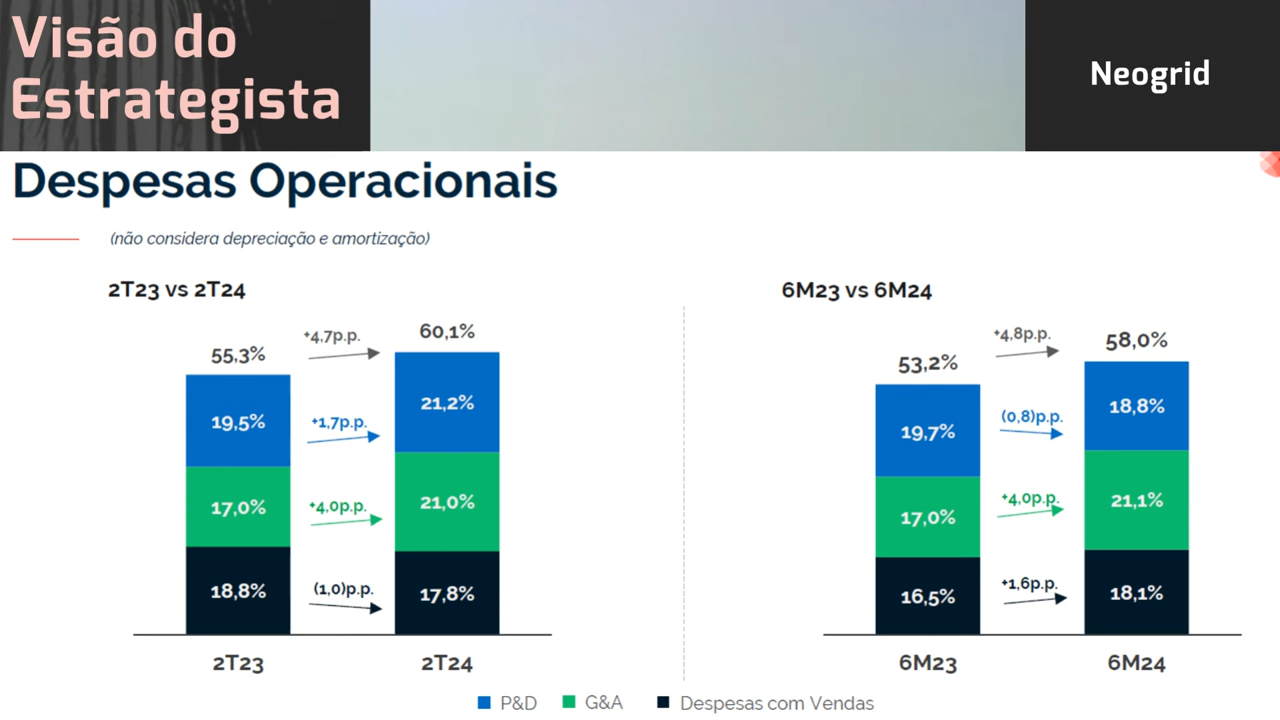 Visão do
Estrategista
Neogrid
Despesas Operacionais
(não considera depreciação e amortização)
2T23 vs 2T24
55,3%
+4,7p.p.
60,1%
19,5%
+1,7p.p.
21,2%
17,0%
+4,0p.p.
21,0%
18,8%
(1,0)p.p.
17,8%
2T23
2T24
6M23 vs 6M24
53,2%
+4,8p.p.
58,0%
19,7%
(0,8)p.p.
18,8%
17,0%
+4,0p.p.
21,1%
16,5%
+1,6p.p.
18,1%
6M23
6M24
P&D
G&A
Despesas com Vendas